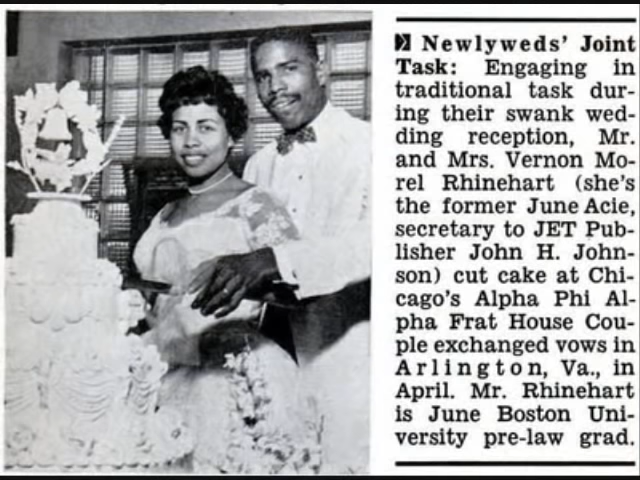 Newlyweds' Joint
Task: Engaging in
traditional task dur-
ing their swank wed-
ding reception, Mr.
and Mrs. Vernon Mo-
rel Rhinehart (she's
the former June Acie,
secretary to JET Pub-
lisher John H. John-
son) cut cake at Chi-
cago's Alpha Phi Al-
pha Frat House Cou-
ple exchanged vows in
Arlington, Va., in
April. Mr. Rhinehart
is June Boston Uni-
versity pre-law grad.